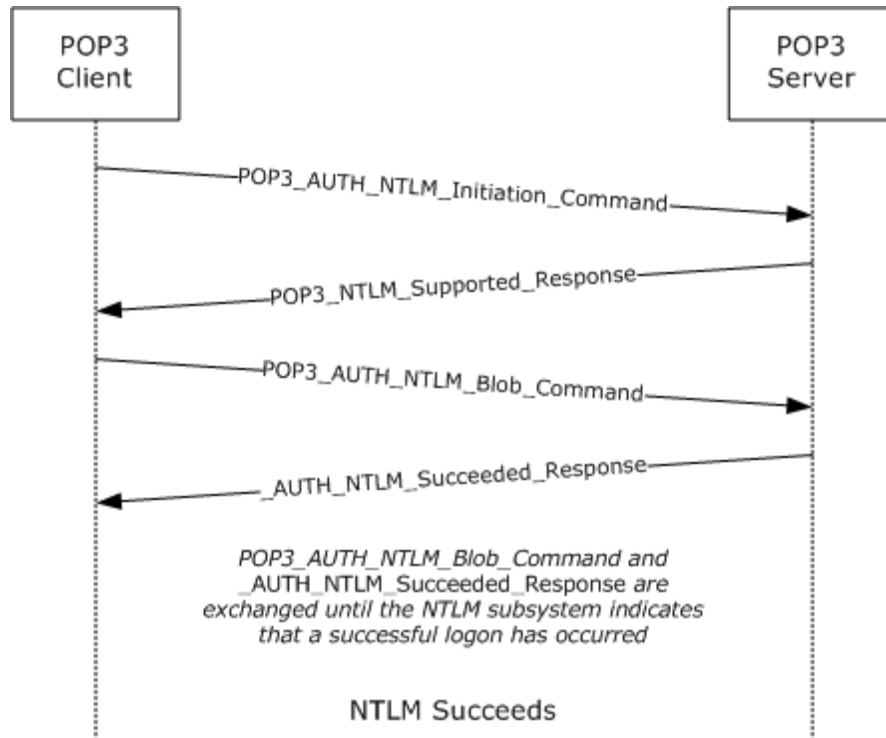 POP3
Client
POP3
Server
POP3_AUTH_NTLM_Initiation_Command
POP3_NTLM_Supported_Response
POP3_AUTH_NTLM_Blob_Command
_AUTH_NTLM_Succeeded_Response
POP3_AUTH_NTLM_Blob_Command and
_AUTH_NTLM_Succeeded_Response are
exchanged until the NTLM subsystem indicates
that a successful logon has occurred
NTLM Succeeds